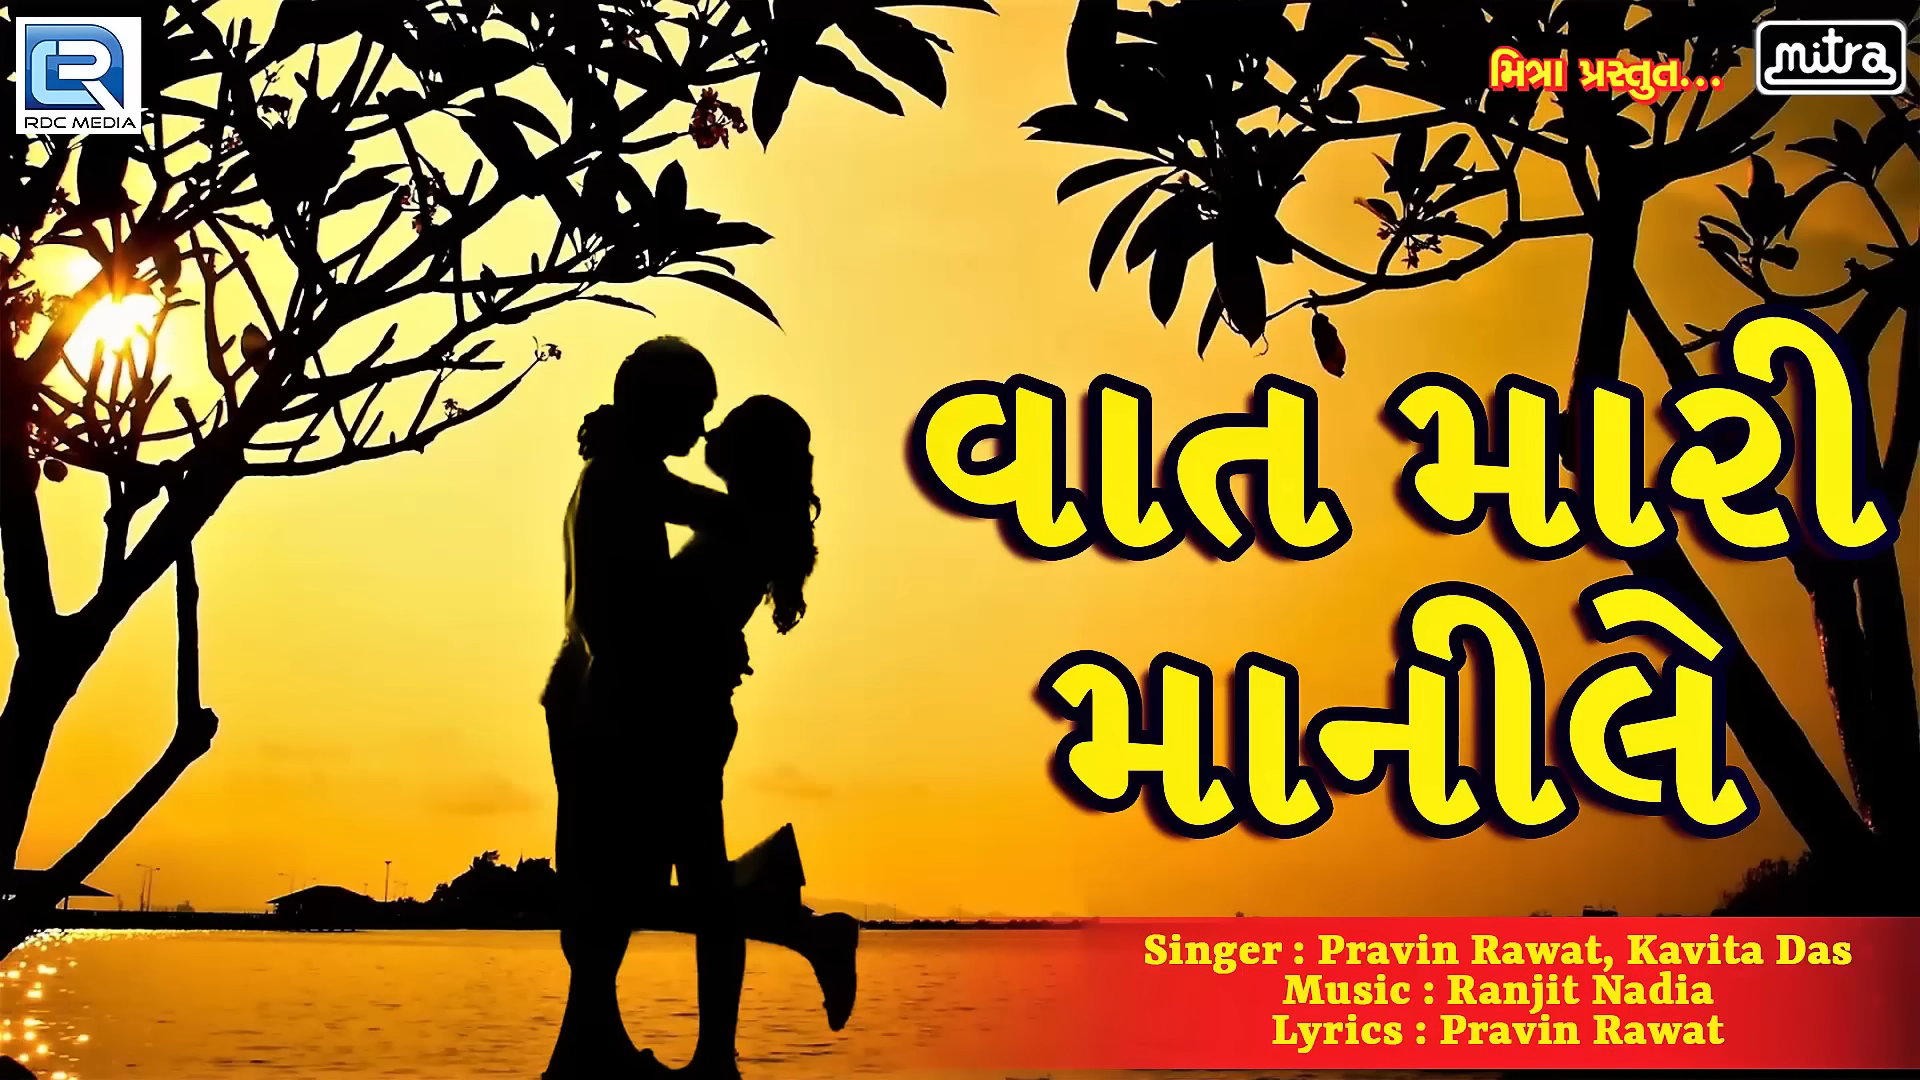 RDC MEDIA
મિત્રા પ્રસ્તુત...
mitra
વાત મારી
માનીલે
Singer : Pravin Rawat, Kavita Das
Music : Ranjit Nadia
Lyrics : Pravin Rawat